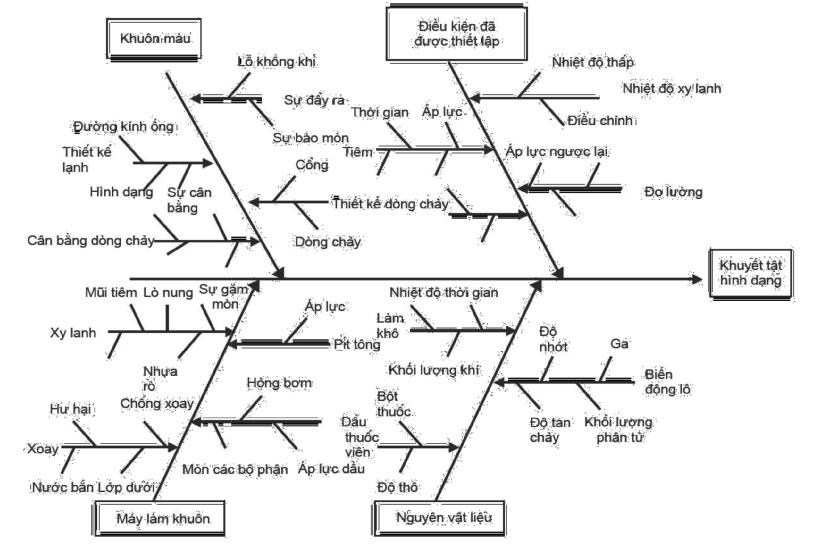 Khuôn mẫu
Điều kiện đã
được thiết lập
Lỗ không khí
Sự đẩy ra
Sự bào mòn
Đường kính ống
Thiết kế
lạnh
Hình dạng
Sự cân
bằng
Cổng
Thiết kế dòng chảy
Dòng chảy
Cân bằng dòng chảy
Nhiệt độ thấp
Nhiệt độ xy lanh
Điều chỉnh
Thời gian
Áp lực
Tiêm
Áp lực ngược lại
Đo lường
Khuyết tật
hình dạng
Mũi tiêm
Lò nung
Sự gặm
mòn
Xy lanh
Nhựa
rò
Áp lực
Pit tông
Hư hại
Chống xoay
Xoay
Nước bắn
Lớp dưới
Hỏng bơm
Mòn các bộ phận
Áp lực dầu
Máy làm khuôn
Nhiệt độ thời gian
Làm
khô
Khối lượng khí
Độ
nhớt
Ga
Biến
động lô
Độ tan
chảy
Khối lượng
phân tử
Bột
thuốc
Dấu
thuốc
viên
Độ thô
Nguyên vật liệu